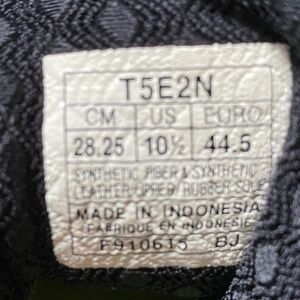 T5E2N
CM US EURO
28.25 10½ 44.5
SYNTHETIC FIBER & SYNTHETIC
LEATHER UPPER/RUBBER SOLE
MADE IN INDONESIA
FABRIQUE EN INDONESIE
F910615 BJ